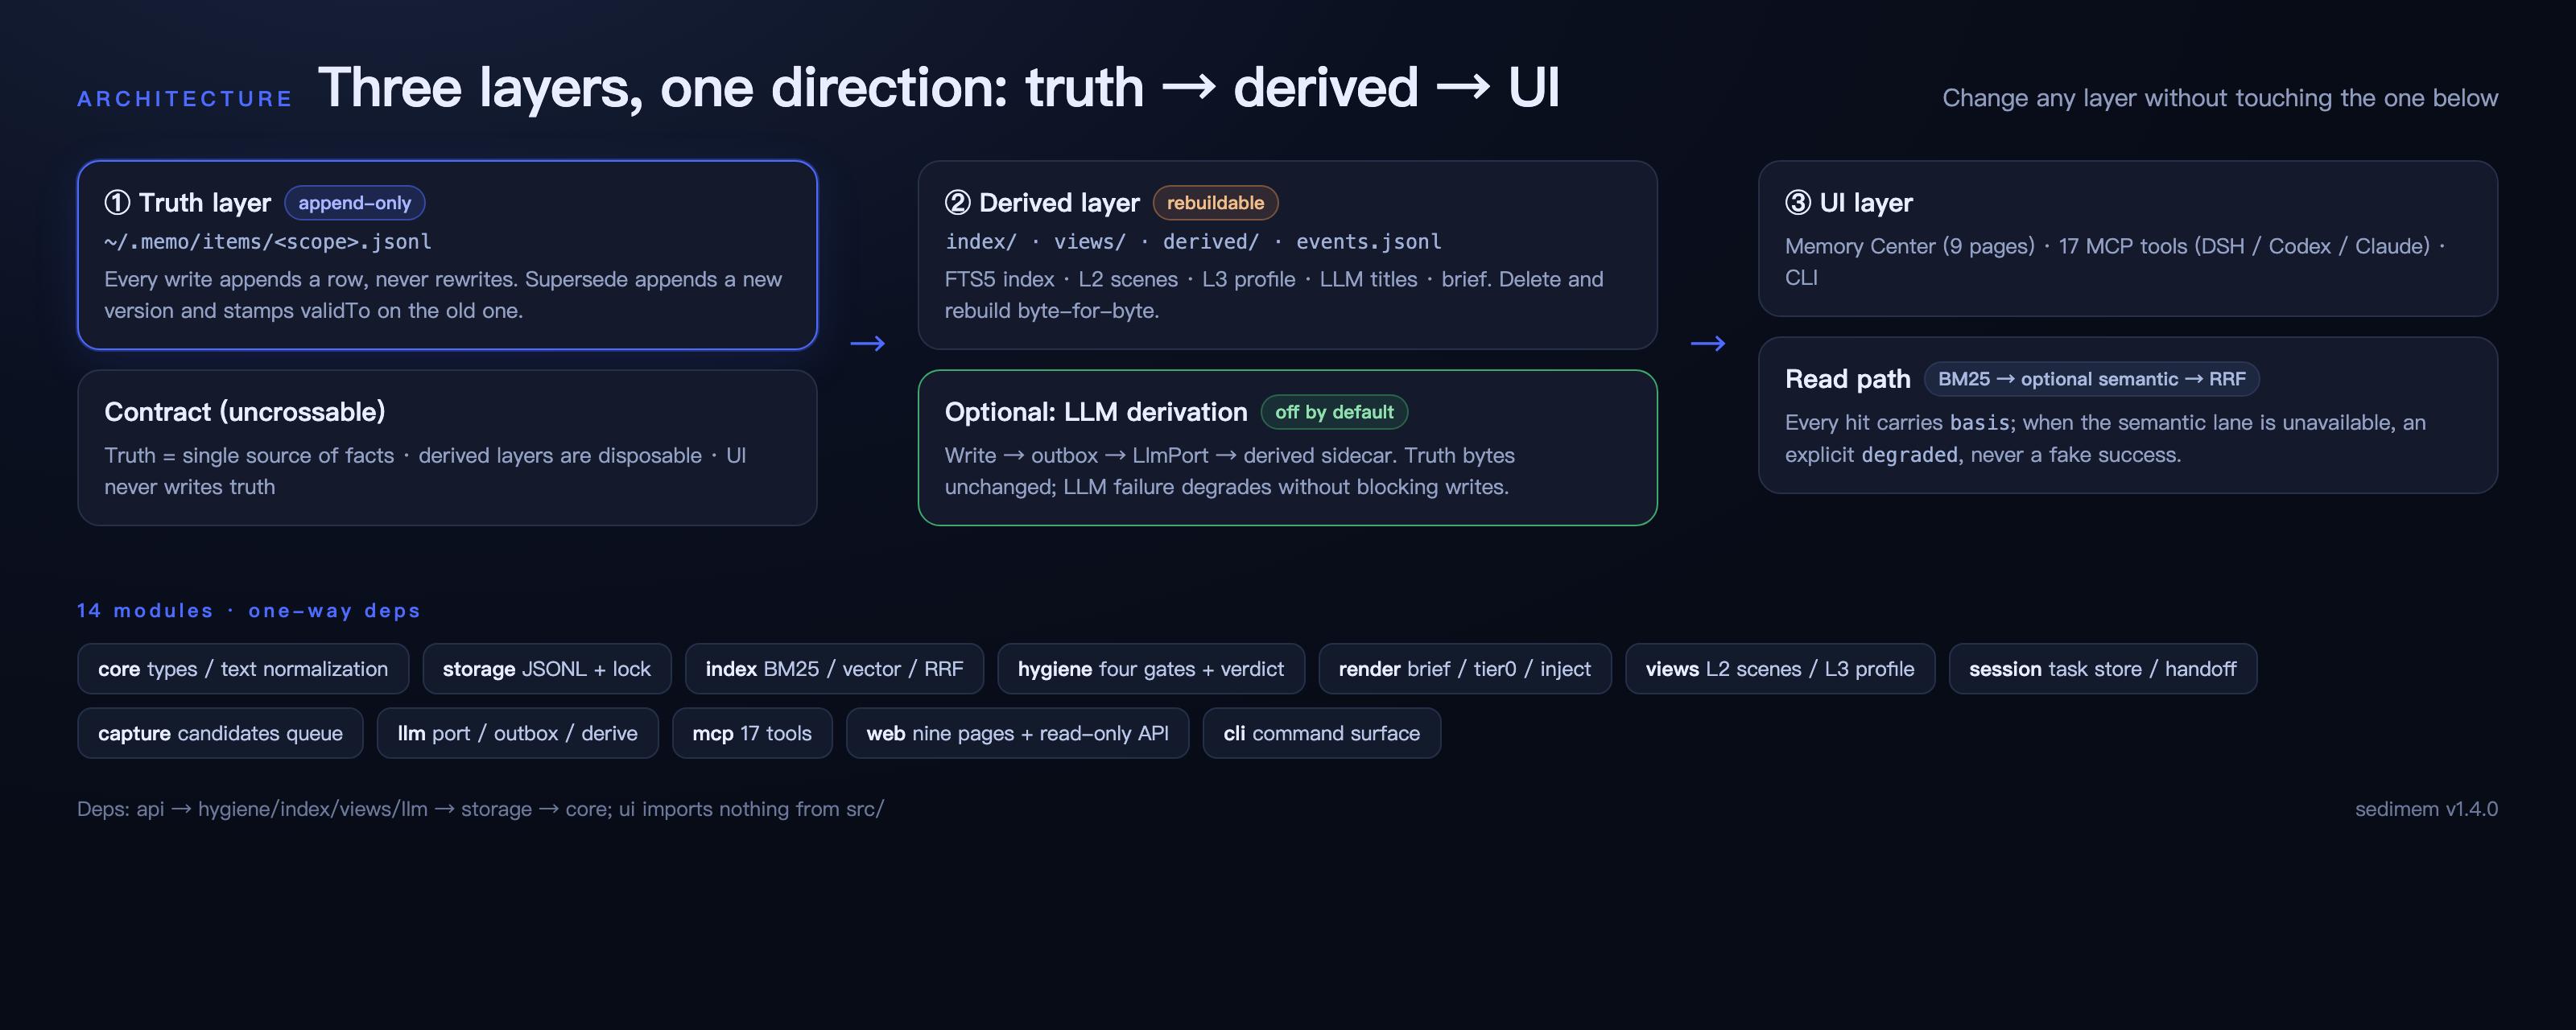 ARCHITECTURE Three layers, one direction: truth → derived → UI
Change any layer without touching the one below
① Truth layer append-only
~/.memo/items/<scope>.jsonl
Every write appends a row, never rewrites. Supersede appends a new
version and stamps validTo on the old one.
Contract (uncrossable)
Truth = single source of facts · derived layers are disposable · UI
never writes truth
→
② Derived layer rebuildable
index/ · views/ · derived/ · events.jsonl
FTS5 index · L2 scenes · L3 profile · LLM titles · brief. Delete and
rebuild byte-for-byte.
Optional: LLM derivation off by default
Write → outbox → LlmPort → derived sidecar. Truth bytes
unchanged; LLM failure degrades without blocking writes.
→
③ UI layer
Memory Center (9 pages) · 17 MCP tools (DSH / Codex / Claude) ·
CLI
Read path BM25 → optional semantic → RRF
Every hit carries basis; when the semantic lane is unavailable, an
explicit degraded, never a fake success.
14 modules · one-way deps
core types / text normalization
storage JSONL + lock
index BM25 / vector / RRF
hygiene four gates + verdict
render brief / tier0 / inject
views L2 scenes / L3 profile
session task store / handoff
capture candidates queue
llm port / outbox / derive
mcp 17 tools
web nine pages + read-only API
cli command surface
Deps: api → hygiene/index/views/llm → storage → core; ui imports nothing from src/
sedimem v1.4.0